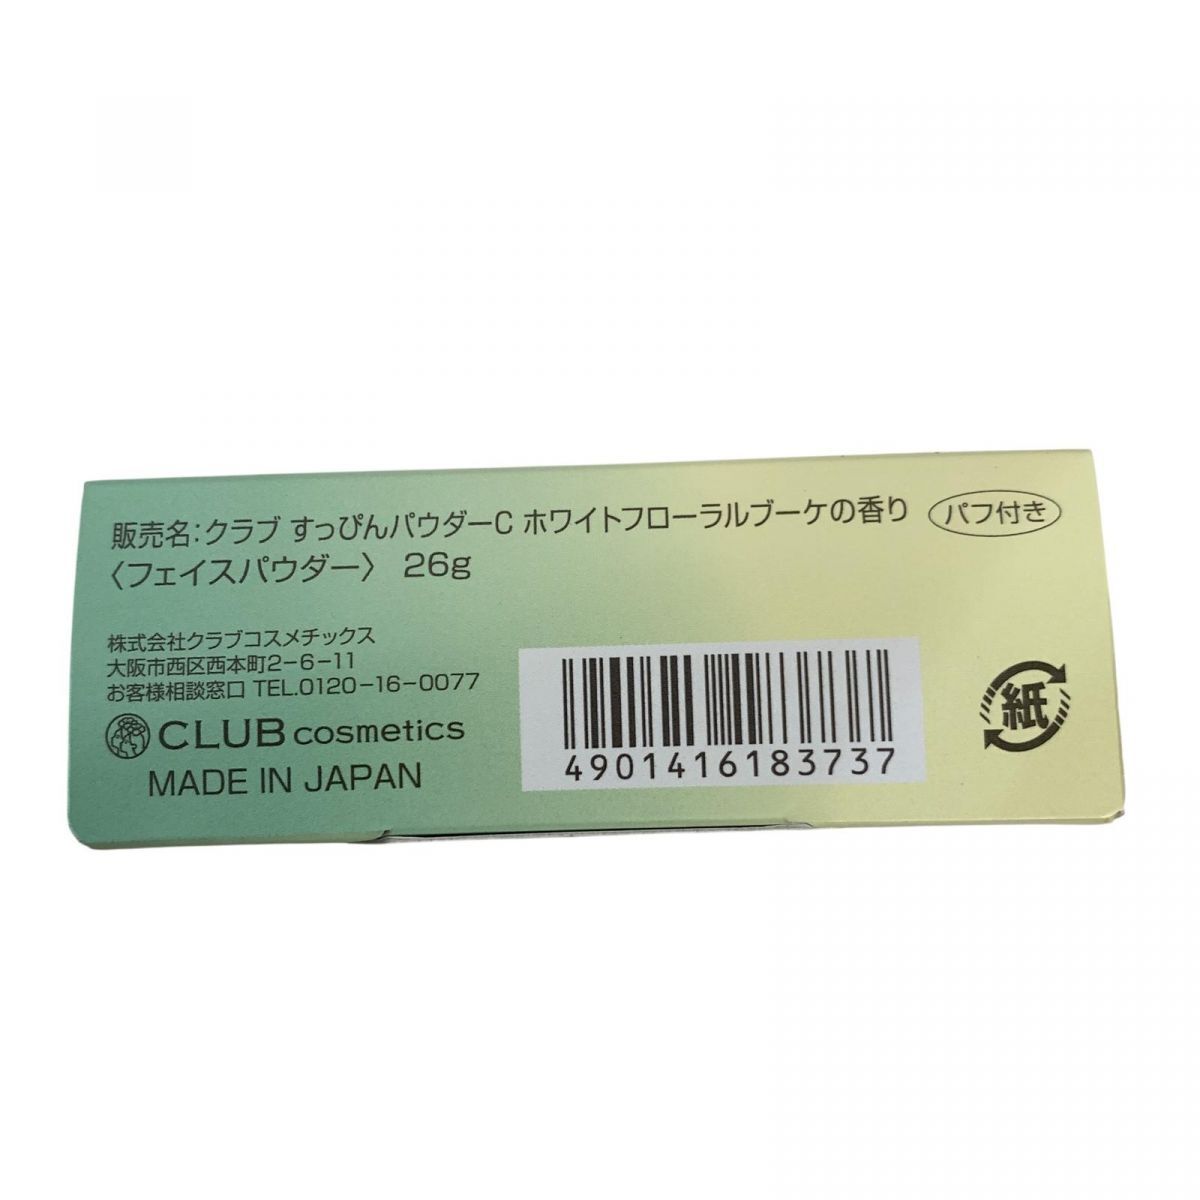 販売名:クラブ すっぴんパウダーC ホワイトフローラルブーケの香り パフ付き
〈フェイスパウダー〉 26g
株式会社クラブコスメチックス
大阪市西区西本町2-6-11
お客様相談窓口 TEL.0120-16-0077
CLUB cosmetics
MADE IN JAPAN
4901416183737
紙